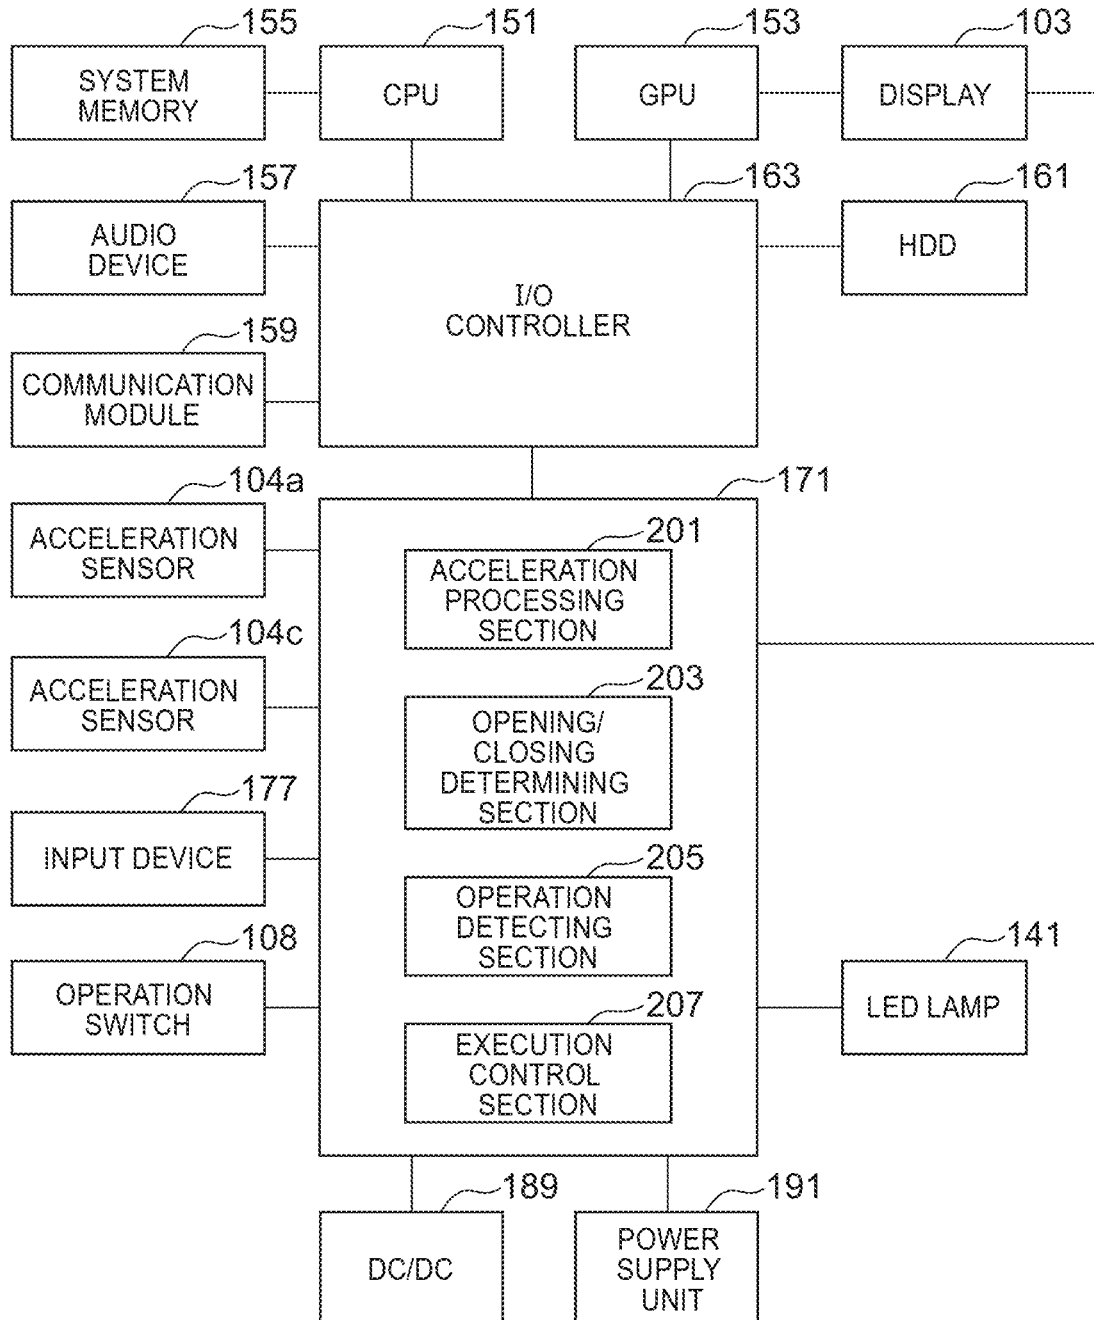 155
SYSTEM
MEMORY
151
CPU
153
GPU
103
DISPLAY
157
AUDIO
DEVICE
163
I/O
CONTROLLER
161
HDD
159
COMMUNICATION
MODULE
104a
ACCELERATION
SENSOR
171
201
ACCELERATION
PROCESSING
SECTION
104c
ACCELERATION
SENSOR
203
OPENING/
CLOSING
DETERMINING
SECTION
177
INPUT DEVICE
205
OPERATION
DETECTING
SECTION
108
OPERATION
SWITCH
141
LED LAMP
207
EXECUTION
CONTROL
SECTION
189
DC/DC
191
POWER
SUPPLY
UNIT